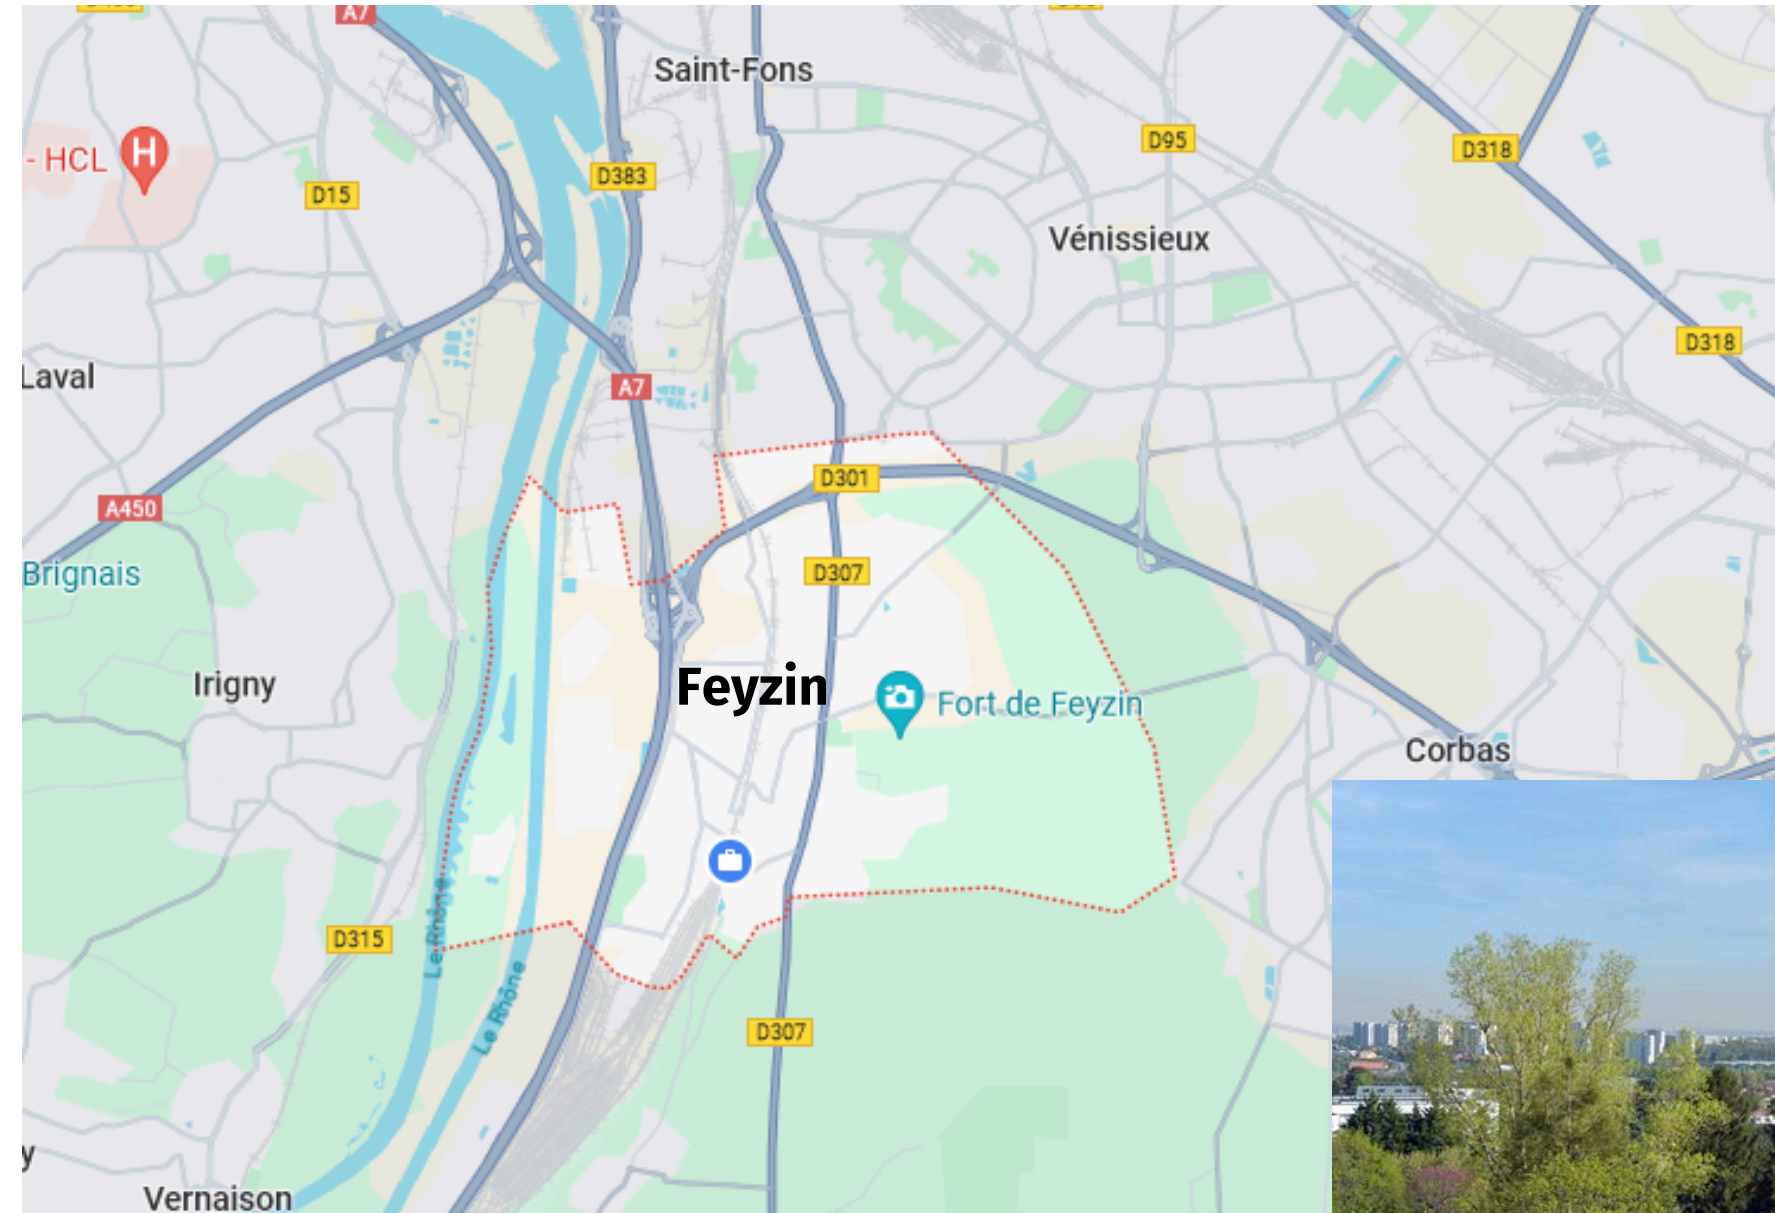 A7
Saint-Fons
- HCL
H
D15
D383
D95
D318
Vénissieux
D318
Laval
A7
D301
A450
Brignais
D307
Irigny
Feyzin
Fort de Feyzin
Corbas
Le Rhône
D315
Le Rhône
D307
y
Vernaison